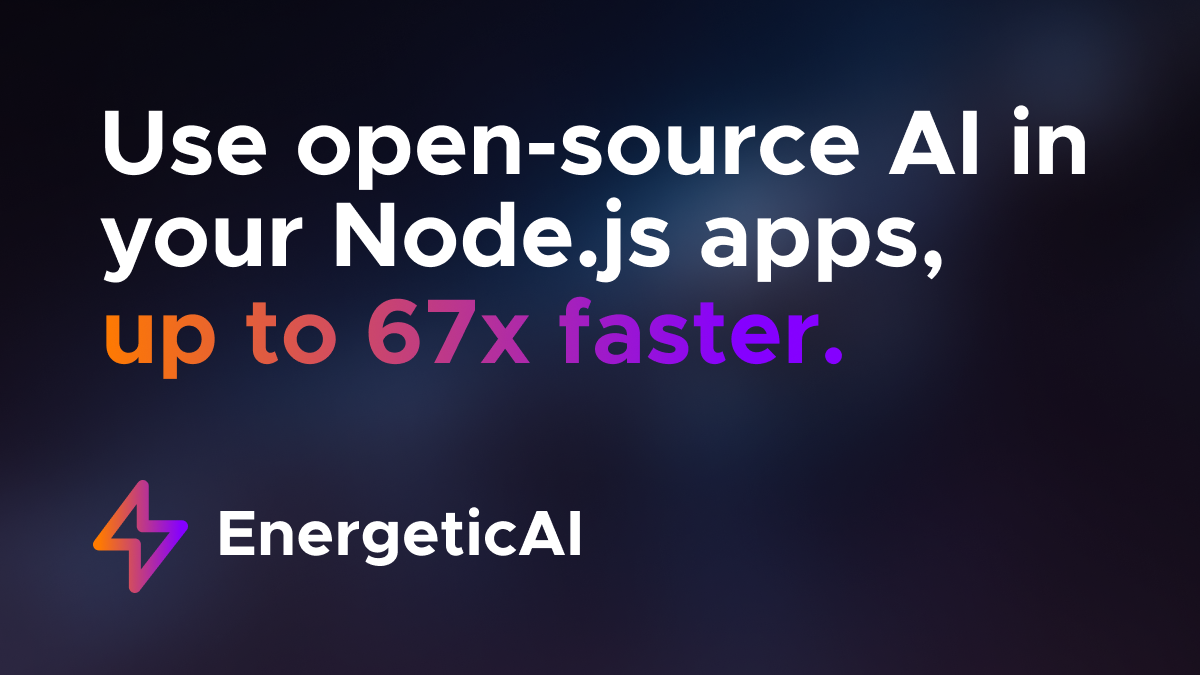 Use open-source AI in
your Node.js apps,
up to 67x faster.
EnergeticAI